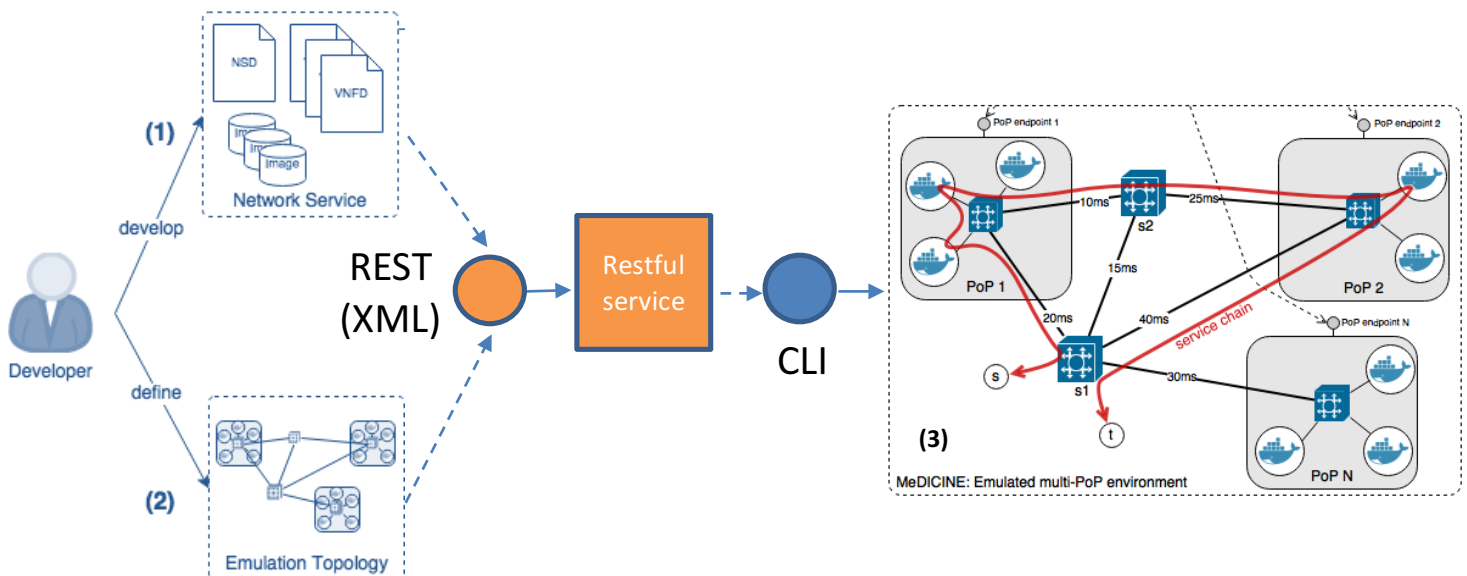 NSD
VNFD
Image
Network Service
(1)
develop
Developer
define
(2)
Emulation Topology
REST
(XML)
Restful
service
CLI
PoP endpoint 1
PoP endpoint 2
10ms
25ms
s2
PoP 1
15ms
PoP 2
20ms
40ms
service chain
PoP endpoint N
s
s1
30ms
t
(3)
PoP N
MeDICINE: Emulated multi-PoP environment